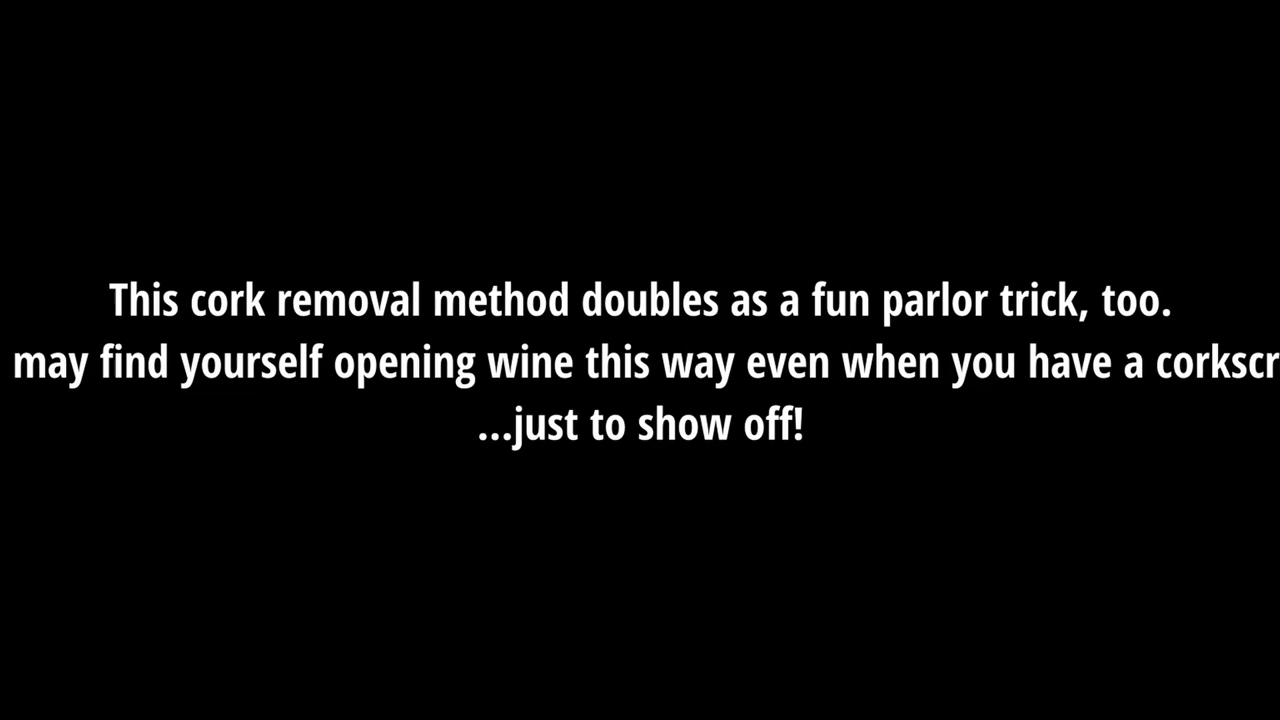 This cork removal method doubles as a fun parlor trick, too.
may find yourself opening wine this way even when you have a corkscr
...just to show off!